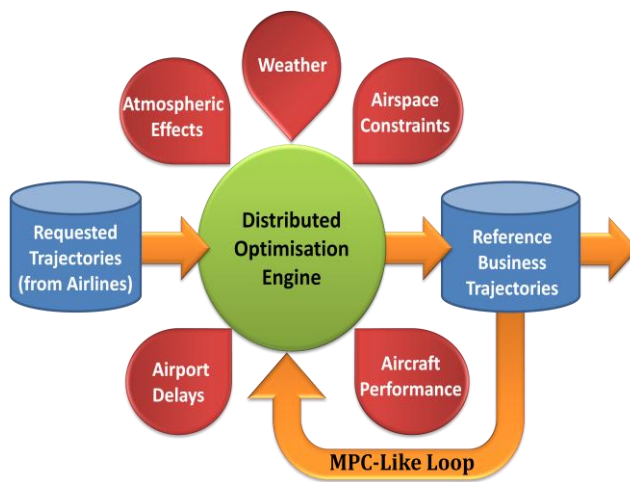 Weather
Atmospheric
Effects
Airspace
Constraints
Requested
Trajectories
(from Airlines)
Distributed
Optimisation
Engine
Reference
Business
Trajectories
Airport
Delays
Aircraft
Performance
MPC-Like Loop